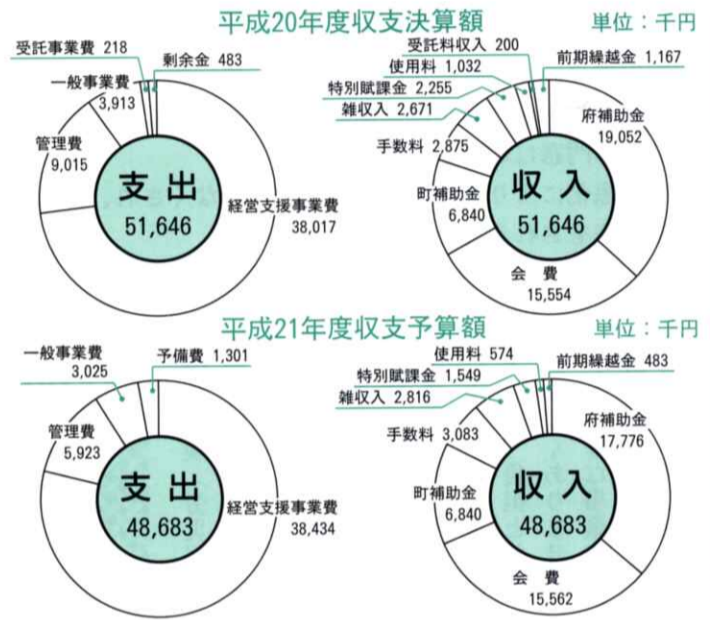 平成20年度収支決算額 単位：千円
受託事業費 218
剰余金 483
一般事業費
3,913
管理費
9,015
支出
51,646
経営支援事業費
38,017
受託料収入 200
前期繰越金 1,167
使用料 1,032
特別賦課金 2,255
雑収入 2,671
府補助金
19,052
手数料 2,875
町補助金
6,840
収入
51,646
会費
15,554
平成21年度収支予算額 単位：千円
一般事業費
3,025
予備費 1,301
管理費
5,923
支出
48,683
経営支援事業費
38,434
使用料 574
前期繰越金 483
特別賦課金 1,549
雑収入 2,816
府補助金
17,776
手数料 3,083
町補助金
6,840
収入
48,683
会費
15,562